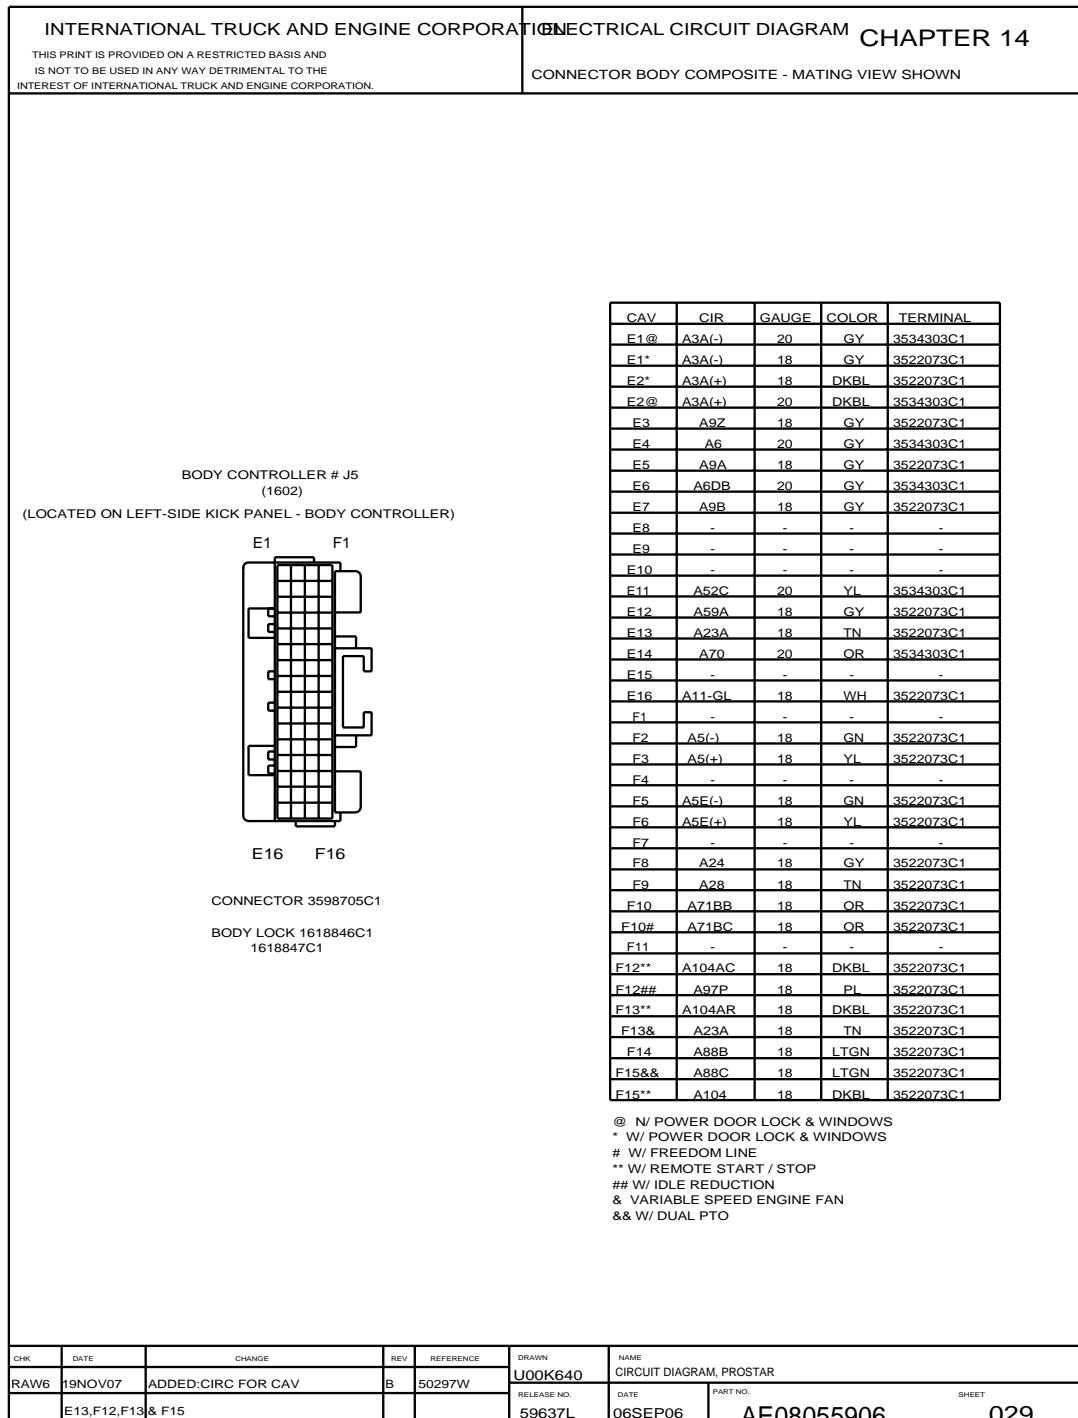 INTERNATIONAL TRUCK AND ENGINE CORPORATION
THIS PRINT IS PROVIDED ON A RESTRICTED BASIS AND
IS NOT TO BE USED IN ANY WAY DETRIMENTAL TO THE
INTEREST OF INTERNATIONAL TRUCK AND ENGINE CORPORATION.
ELECTRICAL CIRCUIT DIAGRAM CHAPTER 14
CONNECTOR BODY COMPOSITE - MATING VIEW SHOWN
BODY CONTROLLER # J5
(1602)
(LOCATED ON LEFT-SIDE KICK PANEL - BODY CONTROLLER)
E1 F1
E16 F16
CONNECTOR 3598705C1
BODY LOCK 1618846C1
1618847C1
CAV CIR GAUGE COLOR TERMINAL
E1@ A3A(-) 20 GY 3534303C1
E1* A3A(-) 18 GY 3522073C1
E2* A3A(+) 18 DKBL 3522073C1
E2@ A3A(+) 20 DKBL 3534303C1
E3 A9Z 18 GY 3522073C1
E4 A6 20 GY 3534303C1
E5 A9A 18 GY 3522073C1
E6 A6DB 20 GY 3534303C1
E7 A9B 18 GY 3522073C1
E8 - - - -
E9 - - - -
E10 - - - -
E11 A52C 20 YL 3534303C1
E12 A59A 18 GY 3522073C1
E13 A23A 18 TN 3522073C1
E14 A70 20 OR 3534303C1
E15 - - - -
E16 A11-GL 18 WH 3522073C1
F1 - - - -
F2 A5(-) 18 GN 3522073C1
F3 A5(+) 18 YL 3522073C1
F4 - - - -
F5 A5E(-) 18 GN 3522073C1
F6 A5E(+) 18 YL 3522073C1
F7 - - - -
F8 A24 18 GY 3522073C1
F9 A28 18 TN 3522073C1
F10 A71BB 18 OR 3522073C1
F10# A71BC 18 OR 3522073C1
F11 - - - -
F12** A104AC 18 DKBL 3522073C1
F12## A97P 18 PL 3522073C1
F13** A104AR 18 DKBL 3522073C1
F13& A23A 18 TN 3522073C1
F14 A88B 18 LTGN 3522073C1
F15&& A88C 18 LTGN 3522073C1
F15** A104 18 DKBL 3522073C1
@ N/ POWER DOOR LOCK & WINDOWS
* W/ POWER DOOR LOCK & WINDOWS
# W/ FREEDOM LINE
** W/ REMOTE START / STOP
## W/ IDLE REDUCTION
& VARIABLE SPEED ENGINE FAN
&& W/ DUAL PTO
CHK DATE CHANGE REV REFERENCE
RAW6 19NOV07 ADDED:CIRC FOR CAV B 50297W
E13,F12,F13 & F15
DRAWN
U00K640
NAME
CIRCUIT DIAGRAM, PROSTAR
RELEASE NO.
59637L
DATE
06SEP06
PART NO.
AE08055906
SHEET
029